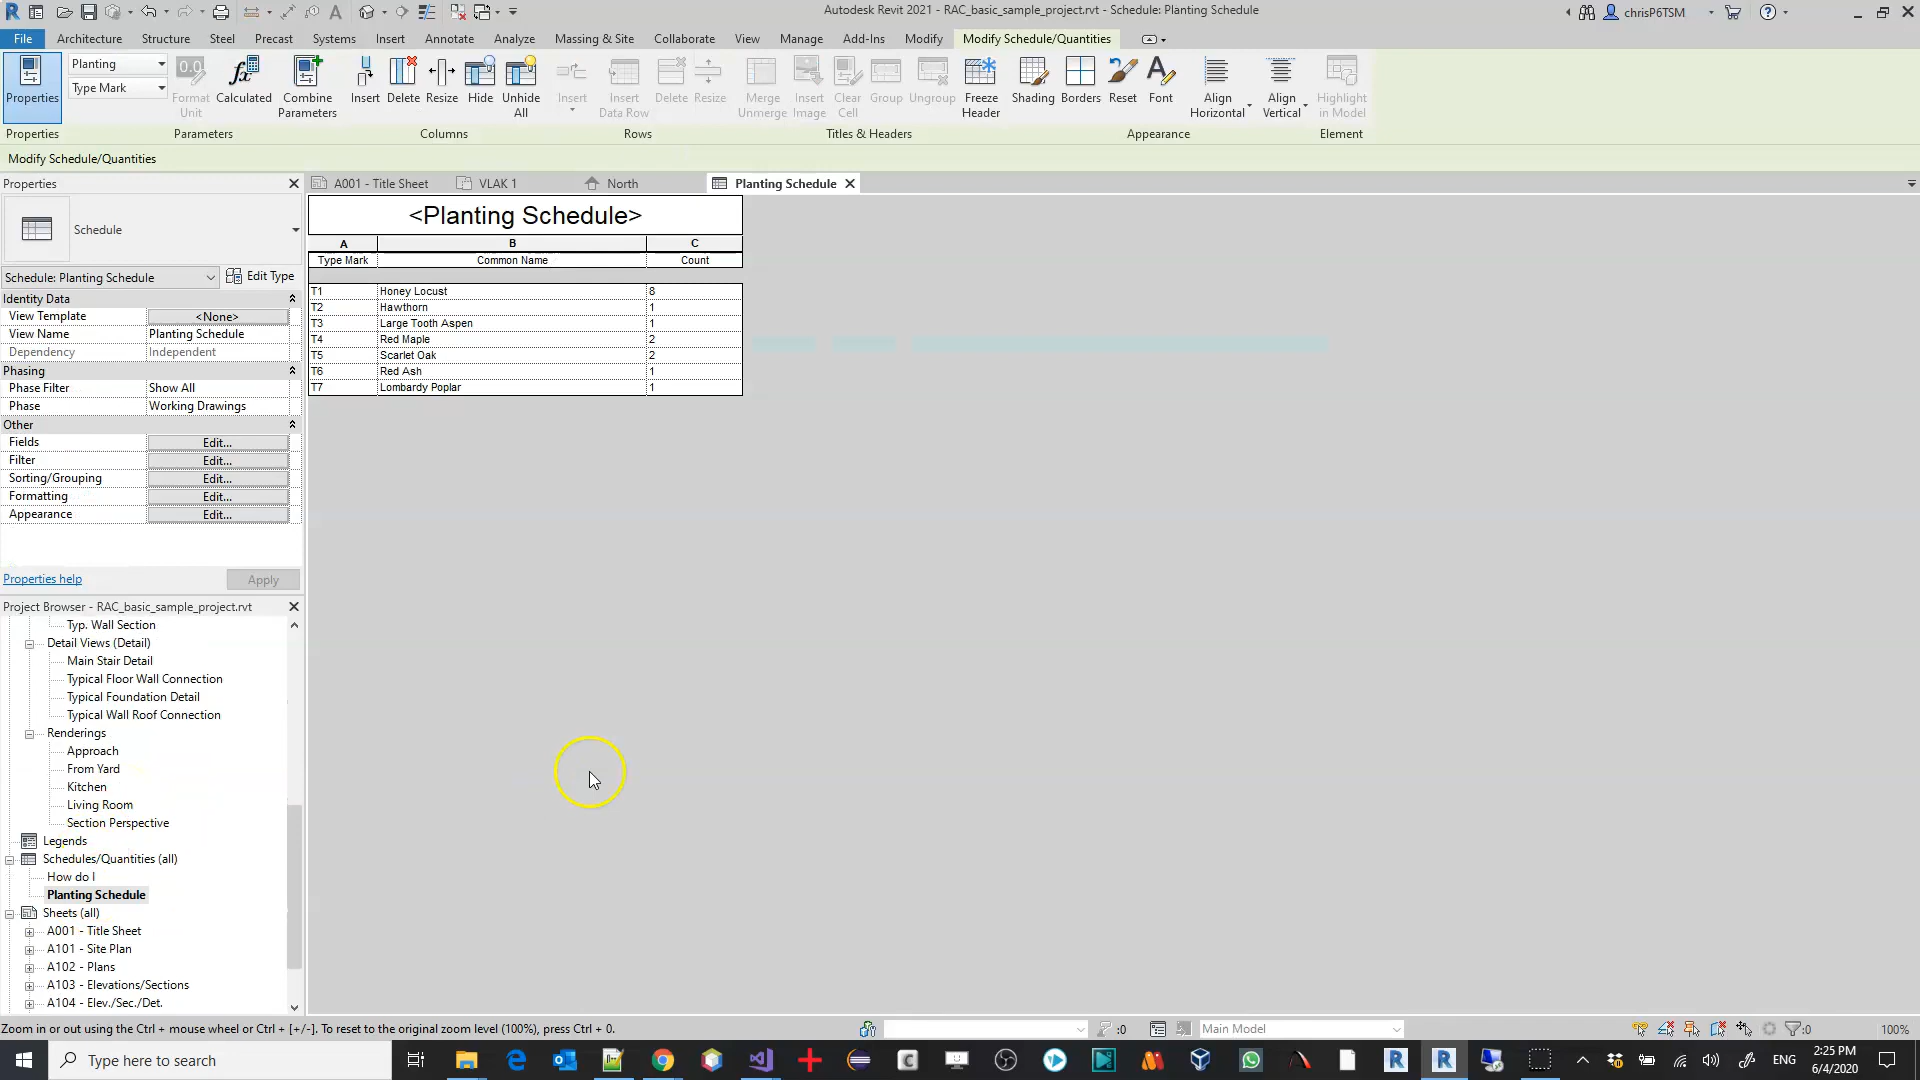 Autodesk Revit 2021 - RAC_basic_sample_project.rvt - Schedule: Planting Schedule
chrisP6TSM
File Architecture Structure Steel Precast Systems Insert Annotate Analyze Massing & Site Collaborate View Manage Add-Ins Modify Modify Schedule/Quantities
Planting
Type Mark
Properties
Format Unit
Calculated
Combine Parameters
Insert
Delete
Resize
Hide
Unhide All
Insert
Insert Data Row
Delete
Resize
Merge Unmerge
Insert Image
Clear Cell
Group
Ungroup
Freeze Header
Shading
Borders
Reset
Font
Align Horizontal
Align Vertical
Highlight in Model
Properties Parameters Columns Rows Titles & Headers Appearance Element
Modify Schedule/Quantities
Properties
A001 - Title Sheet
VLAK 1
North
Planting Schedule
Schedule
Schedule: Planting Schedule
Edit Type
Identity Data
View Template <None>
View Name Planting Schedule
Dependency Independent
Phasing
Phase Filter Show All
Phase Working Drawings
Other
Fields Edit...
Filter Edit...
Sorting/Grouping Edit...
Formatting Edit...
Appearance Edit...
Properties help
Apply
<Planting Schedule>
A B C
Type Mark Common Name Count
T1 Honey Locust 8
T2 Hawthorn 1
T3 Large Tooth Aspen 1
T4 Red Maple 2
T5 Scarlet Oak 2
T6 Red Ash 1
T7 Lombardy Poplar 1
Project Browser - RAC_basic_sample_project.rvt
Typ. Wall Section
Detail Views (Detail)
Main Stair Detail
Typical Floor Wall Connection
Typical Foundation Detail
Typical Wall Roof Connection
Renderings
Approach
From Yard
Kitchen
Living Room
Section Perspective
Legends
Schedules/Quantities (all)
How do I
Planting Schedule
Sheets (all)
A001 - Title Sheet
A101 - Site Plan
A102 - Plans
A103 - Elevations/Sections
A104 - Elev./Sec./Det.
Zoom in or out using the Ctrl + mouse wheel or Ctrl + [+/-]. To reset to the original zoom level (100%), press Ctrl + 0.
:0
Main Model
:0
100%
Type here to search
ENG
2:25 PM
6/4/2020